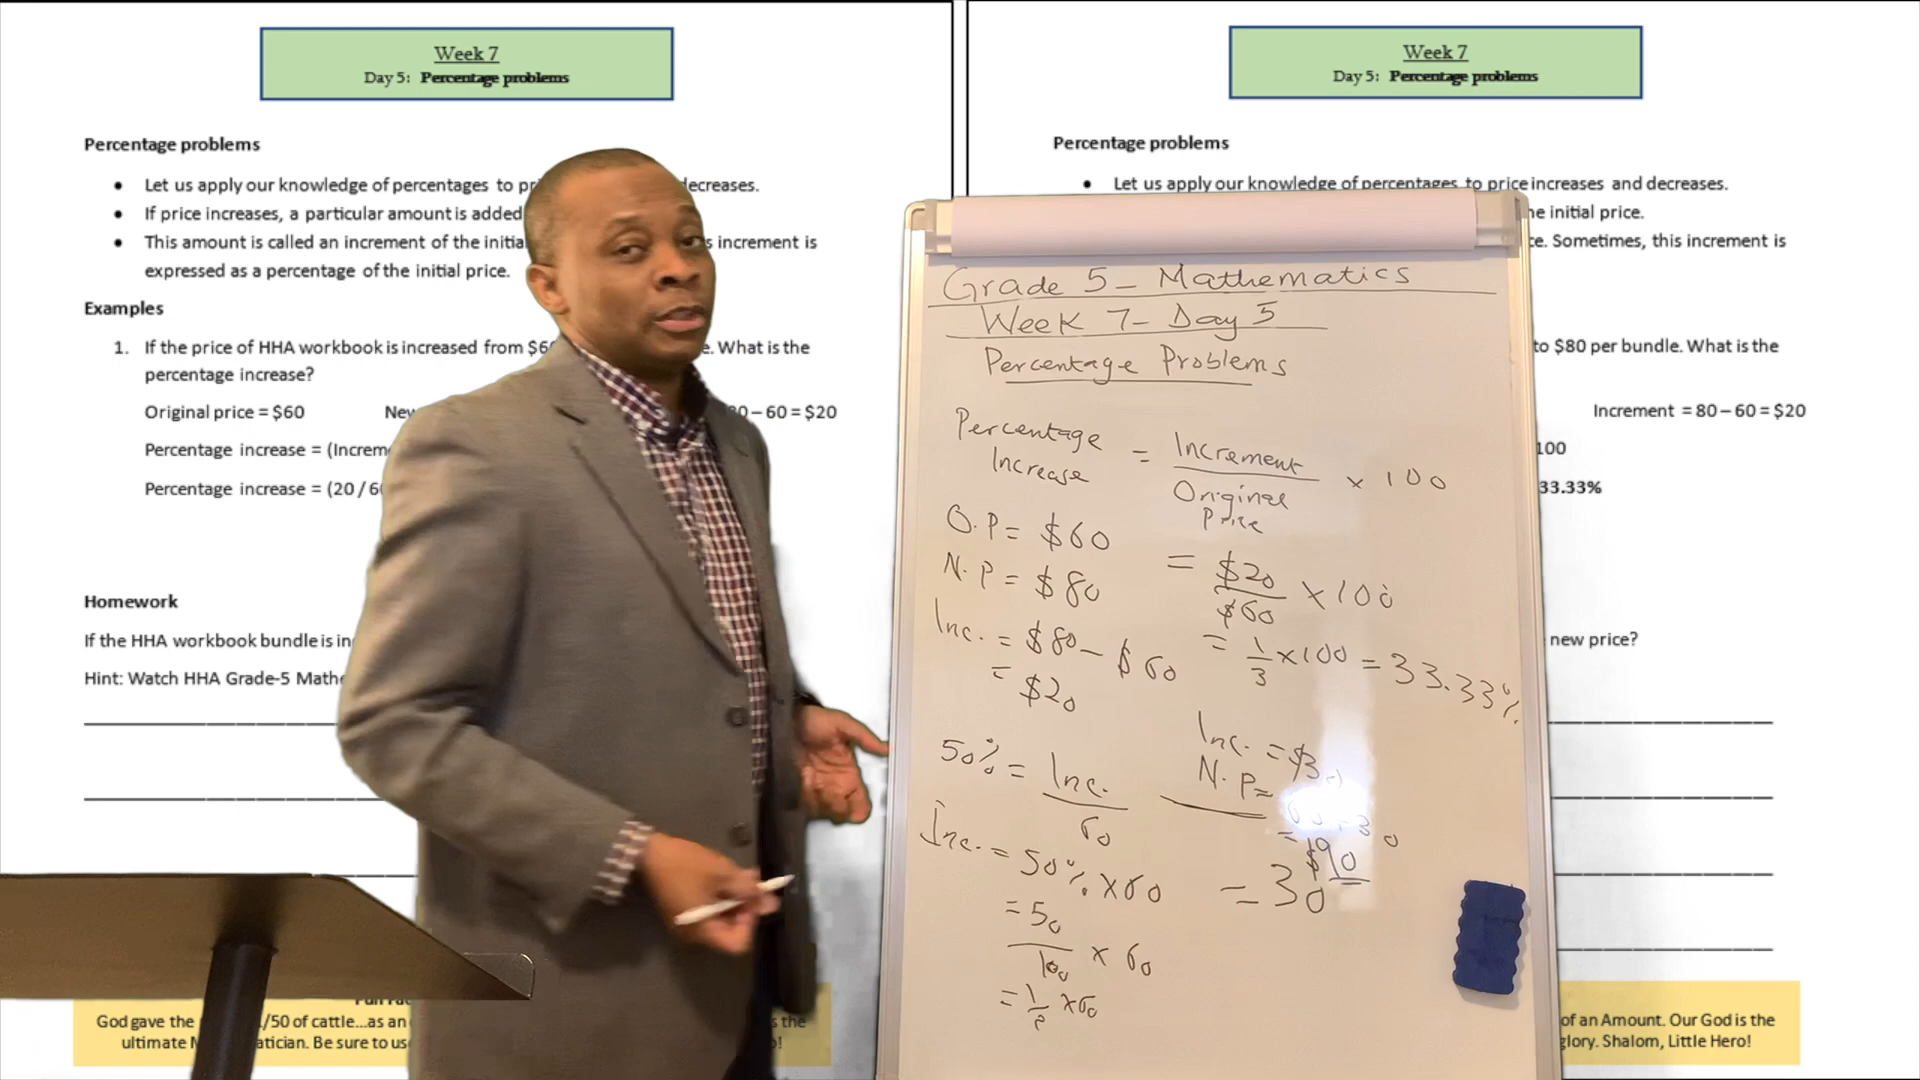 Week 7
Day 5: Percentage problems
Percentage problems
• Let us apply our knowledge of percentages to pr
ecreases.
• If price increases, a particular amount is added
• This amount is called an increment of the initia
s increment is
expressed as a percentage of the initial price.
Examples
1. If the price of HHA workbook is increased from $6
e. What is the
percentage increase?
Original price = $60 New
0 – 60 = $20
Percentage increase = (Increm
Percentage increase = (20 / 6
Homework
If the HHA workbook bundle is in
Hint: Watch HHA Grade-5 Mathe
God gave the /50 of cattle...as an
s the
ultimate M atician. Be sure to us
o!
Week 7
Day 5: Percentage problems
Percentage problems
• Let us apply our knowledge of percentages to price increases and decreases.
he initial price.
ce. Sometimes, this increment is
to $80 per bundle. What is the
Increment = 80 – 60 = $20
100
33.33%
new price?
of an Amount. Our God is the
glory. Shalom, Little Hero!
Grade 5 - Mathematics
Week 7 - Day 5
Percentage Problems
Percentage Increase = Increment / Original Price × 100
O.P = $60
N.P = $80
Inc. = $80 - $60
= $20
= $20 / $60 × 100
= 1/3 × 100 = 33.33%
50% = Inc. / 60
Inc. = 50% × 60
= 50 / 100 × 60
= 1/2 × 60
= 30
Inc. = $30
N.P =
= $90